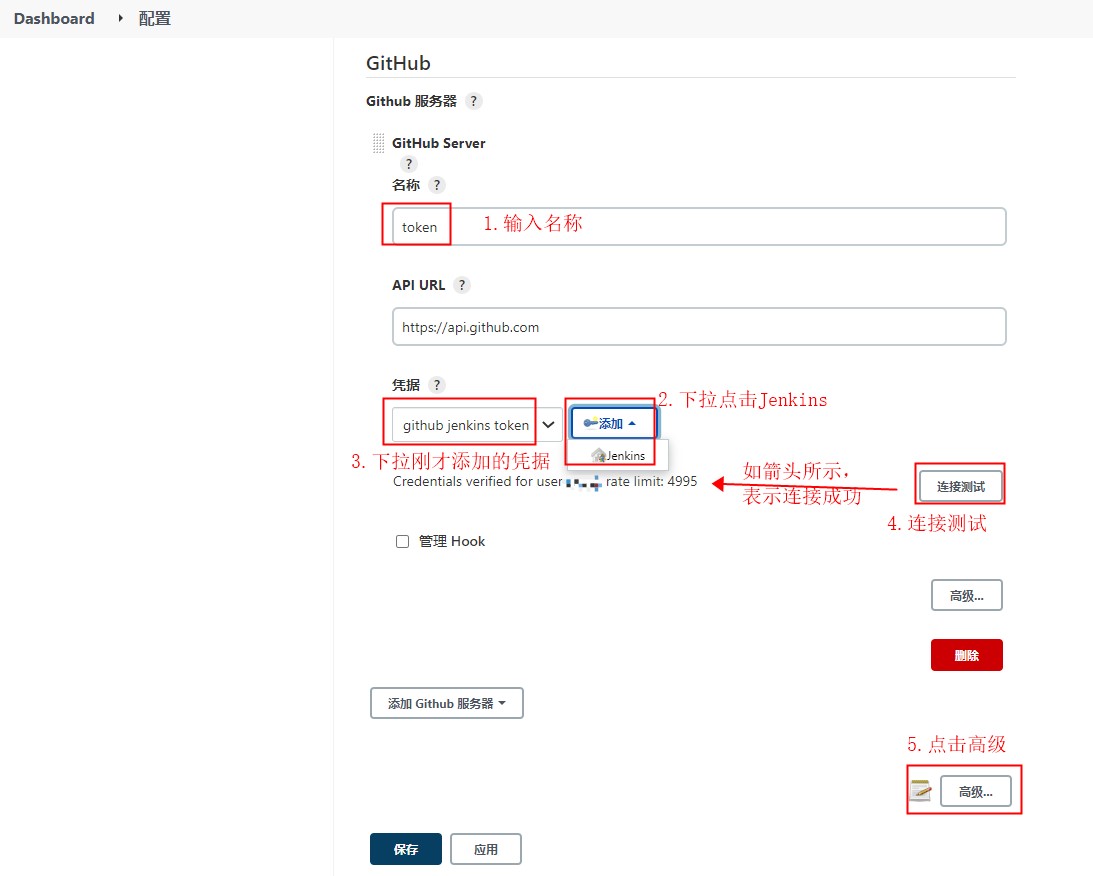 Dashboard ▸ 配置
GitHub
Github 服务器 ?
GitHub Server
?
名称 ?
token 1. 输入名称
API URL ?
https://api.github.com
凭据 ?
2. 下拉点击Jenkins
github jenkins token 添加
Jenkins
3. 下拉刚才添加的凭据
Credentials verified for user rate limit: 4995
如箭头所示，
表示连接成功
连接测试
4. 连接测试
管理 Hook
高级...
删除
添加 Github 服务器
5. 点击高级
高级...
保存 应用